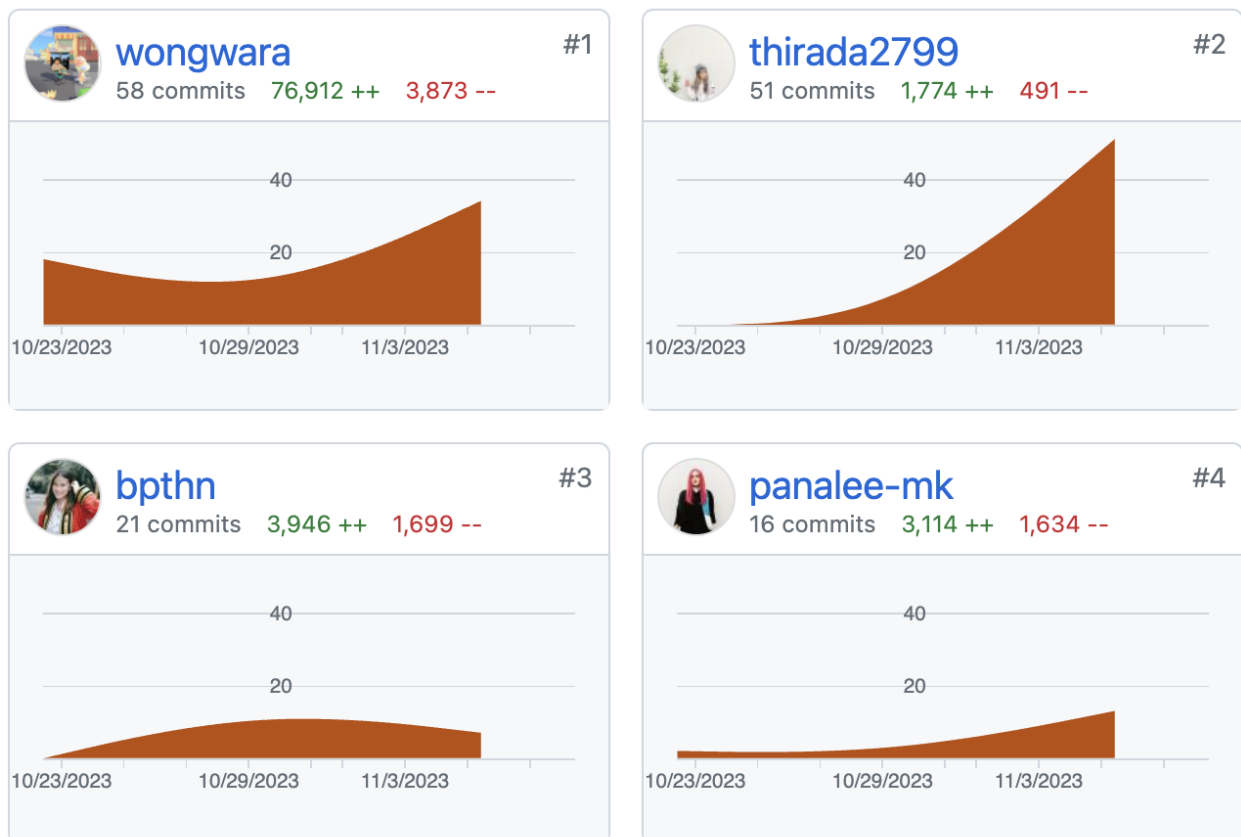 wongwara
#1
58 commits 76,912 ++ 3,873 --
40
20
10/23/2023 10/29/2023 11/3/2023
thirada2799
#2
51 commits 1,774 ++ 491 --
40
20
10/23/2023 10/29/2023 11/3/2023
bpthn
#3
21 commits 3,946 ++ 1,699 --
40
20
10/23/2023 10/29/2023 11/3/2023
panalee-mk
#4
16 commits 3,114 ++ 1,634 --
40
20
10/23/2023 10/29/2023 11/3/2023